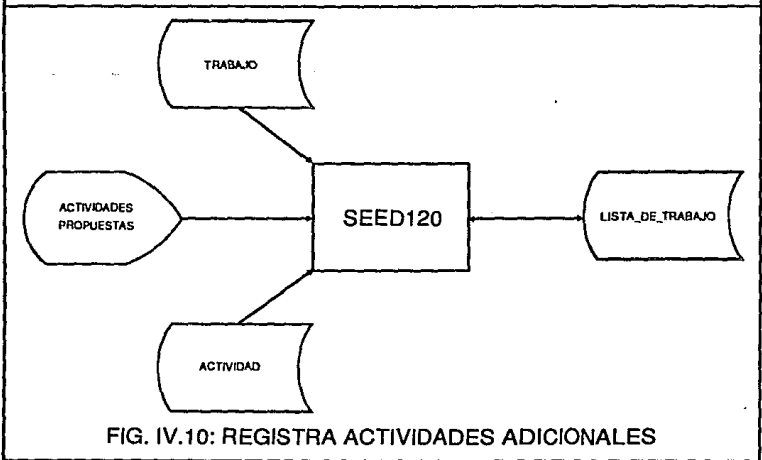 TRABAJO
ACTIVIDADES
PROPUESTAS
SEED120
LISTA_DE_TRABAJO
ACTIVIDAD
FIG. IV.10: REGISTRA ACTIVIDADES ADICIONALES